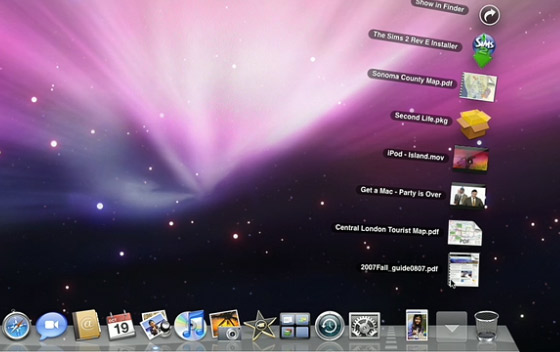 Show in Finder
The Sims 2 Rev E Installer
Sonoma County Map.pdf
Second Life.pkg
iPod - Island.mov
Get a Mac - Party is Over
Central London Tourist Map.pdf
2007Fall_guide0807.pdf
OCT
19